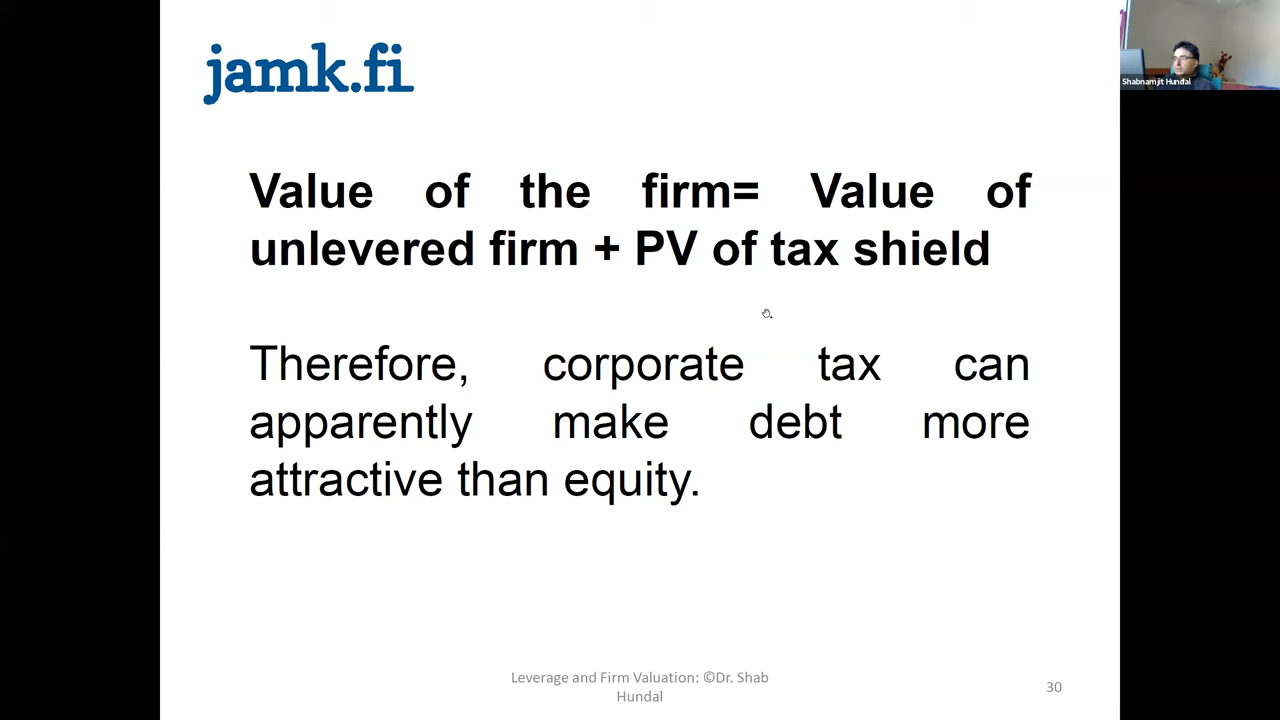 jamk.fi
Shabnamjit Hundal
Value of the firm= Value of
unlevered firm + PV of tax shield
Therefore, corporate tax can
apparently make debt more
attractive than equity.
Leverage and Firm Valuation: ©Dr. Shab
Hundal
30